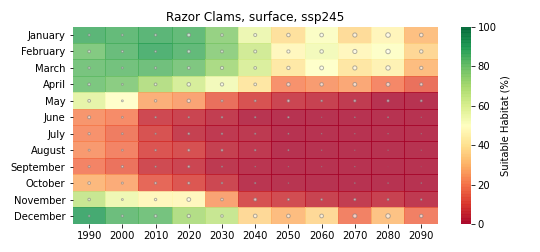 Razor Clams, surface, ssp245
January
February
March
April
May
June
July
August
September
October
November
December
1990 2000 2010 2020 2030 2040 2050 2060 2070 2080 2090
100
80
60
40
20
0
Suitable Habitat (%)